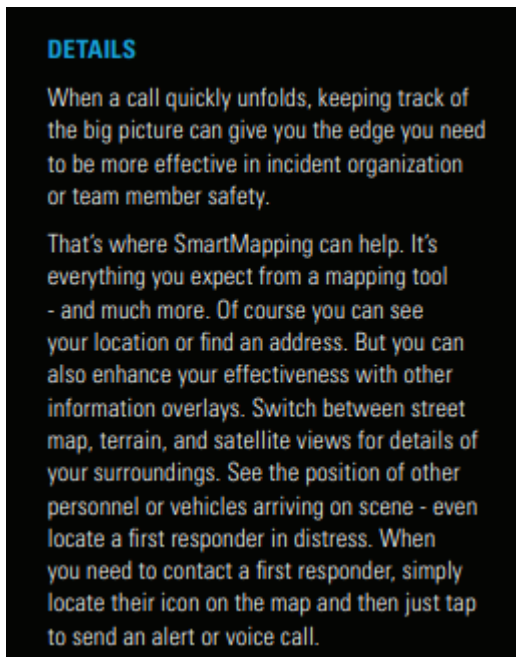 DETAILS
When a call quickly unfolds, keeping track of
the big picture can give you the edge you need
to be more effective in incident organization
or team member safety.
That's where SmartMapping can help. It's
everything you expect from a mapping tool
- and much more. Of course you can see
your location or find an address. But you can
also enhance your effectiveness with other
information overlays. Switch between street
map, terrain, and satellite views for details of
your surroundings. See the position of other
personnel or vehicles arriving on scene - even
locate a first responder in distress. When
you need to contact a first responder, simply
locate their icon on the map and then just tap
to send an alert or voice call.